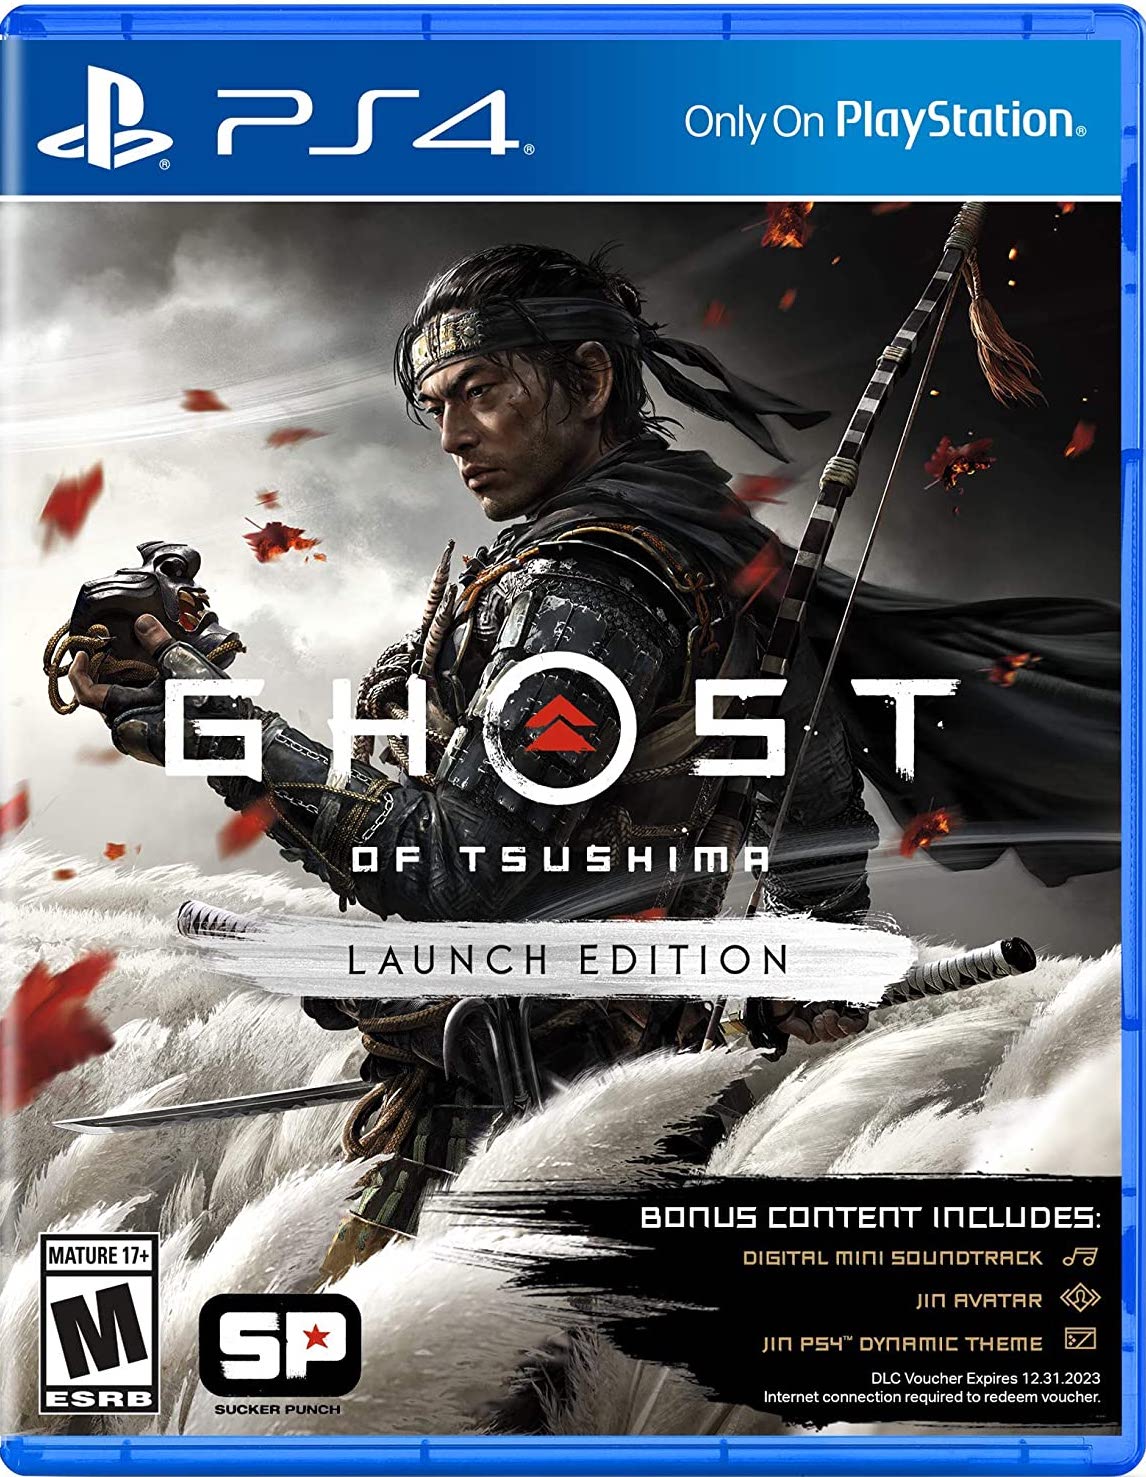 PS4®
Only On PlayStation®
GHOST
OF TSUSHIMA
LAUNCH EDITION
BONUS CONTENT INCLUDES:
DIGITAL MINI SOUNDTRACK
JIN AVATAR
JIN PS4™ DYNAMIC THEME
DLC Voucher Expires 12.31.2023
Internet connection required to redeem voucher.
MATURE 17+
M
ESRB
SP
SUCKER PUNCH